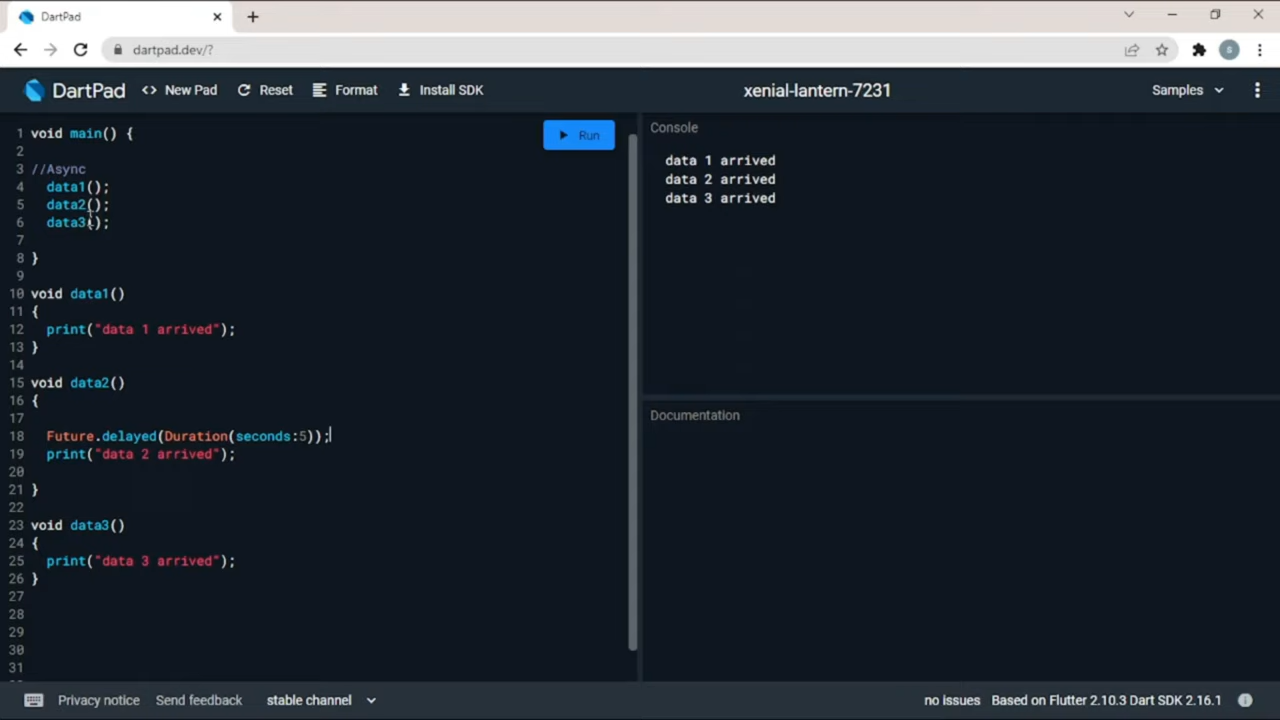 DartPad
dartpad.dev/?
s
DartPad
<> New Pad
Reset
Format
Install SDK
xenial-lantern-7231
Samples
1 void main() {
2
3 //Async
4 data1();
5 data2();
6 data3();
7
8 }
9
10 void data1()
11 {
12 print("data 1 arrived");
13 }
14
15 void data2()
16 {
17
18 Future.delayed(Duration(seconds:5));
19 print("data 2 arrived");
20
21 }
22
23 void data3()
24 {
25 print("data 3 arrived");
26 }
27
28
29
30
31
Run
Console
data 1 arrived
data 2 arrived
data 3 arrived
Documentation
Privacy notice
Send feedback
stable channel
no issues
Based on Flutter 2.10.3 Dart SDK 2.16.1